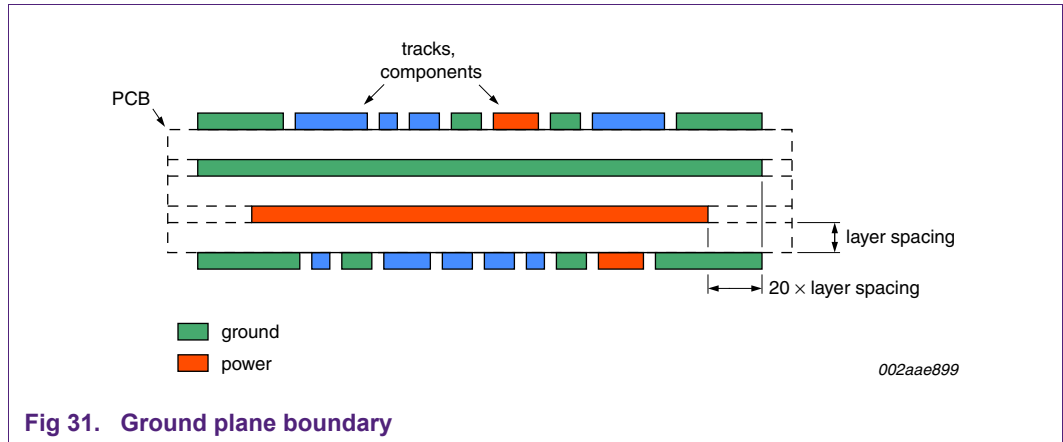 tracks,
components
PCB
layer spacing
20 × layer spacing
ground
power
002aae899
Fig 31. Ground plane boundary